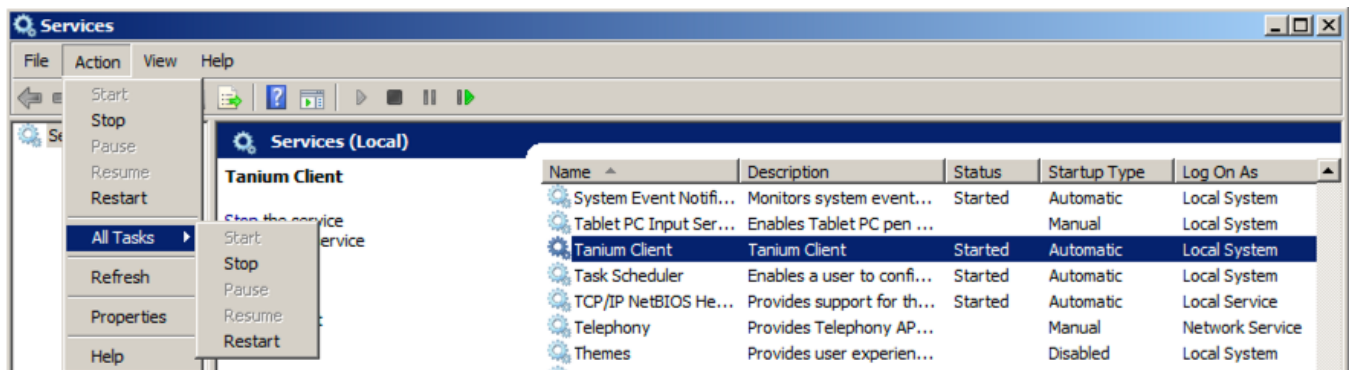 Services
File Action View Help
Start
Stop
Pause
Resume
Restart
All Tasks
Refresh
Properties
Help
Start
Stop
Pause
Resume
Restart
Services (Local)
Tanium Client
Stop the service
ervice
Name Description Status Startup Type Log On As
System Event Notifi... Monitors system event... Started Automatic Local System
Tablet PC Input Ser... Enables Tablet PC pen ... Manual Local System
Tanium Client Tanium Client Started Automatic Local System
Task Scheduler Enables a user to confi... Started Automatic Local System
TCP/IP NetBIOS He... Provides support for th... Started Automatic Local Service
Telephony Provides Telephony AP... Manual Network Service
Themes Provides user experien... Disabled Local System